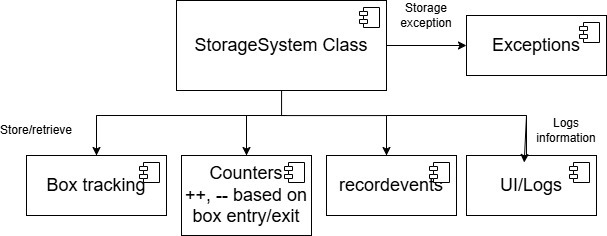 Storage
exception
StorageSystem Class
Exceptions
Store/retrieve
Logs
information
Box tracking
Counters
++, -- based on
box entry/exit
recordevents
UI/Logs